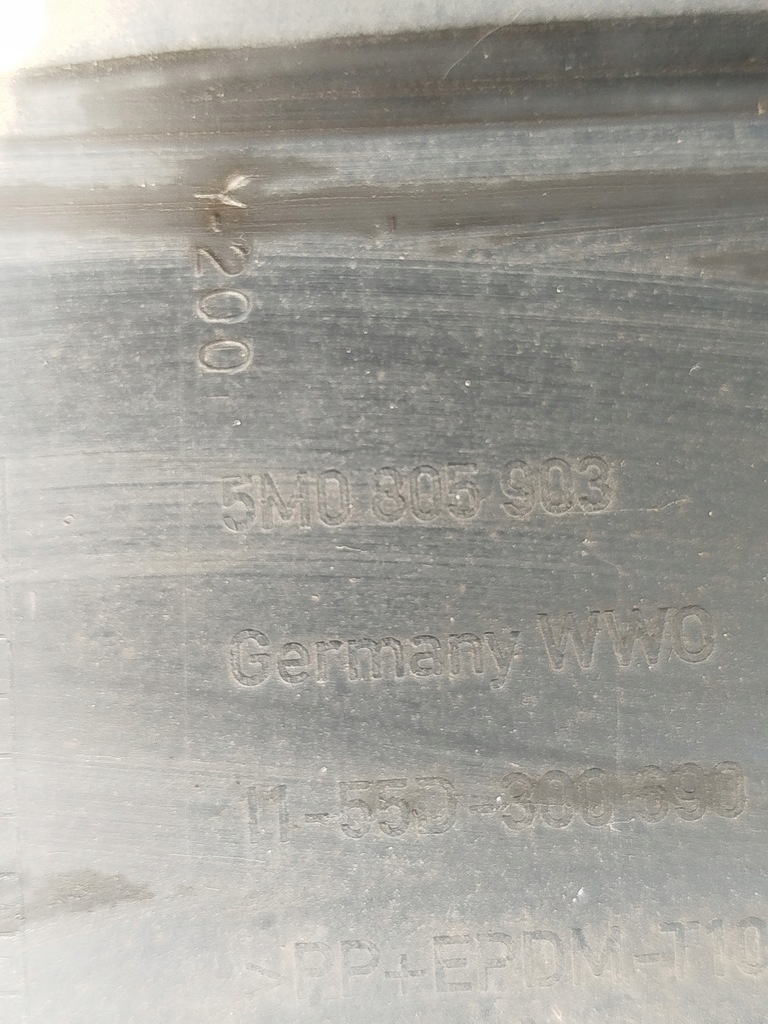 Y-200
5M0 805 903
Germany WWO
11-55D-300 690
>PP+EPDM-T10